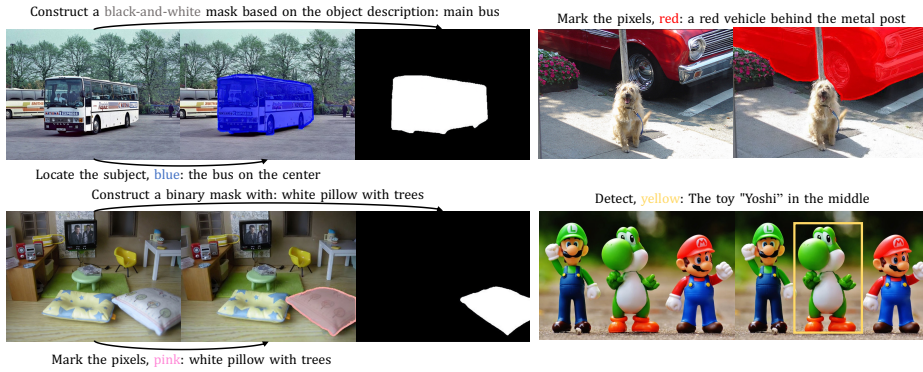 Construct a black-and-white mask based on the object description: main bus
Mark the pixels, red: a red vehicle behind the metal post
Locate the subject, blue: the bus on the center
Construct a binary mask with: white pillow with trees
Detect, yellow: The toy "Yoshi” in the middle
L
M
Mark the pixels, pink: white pillow with trees